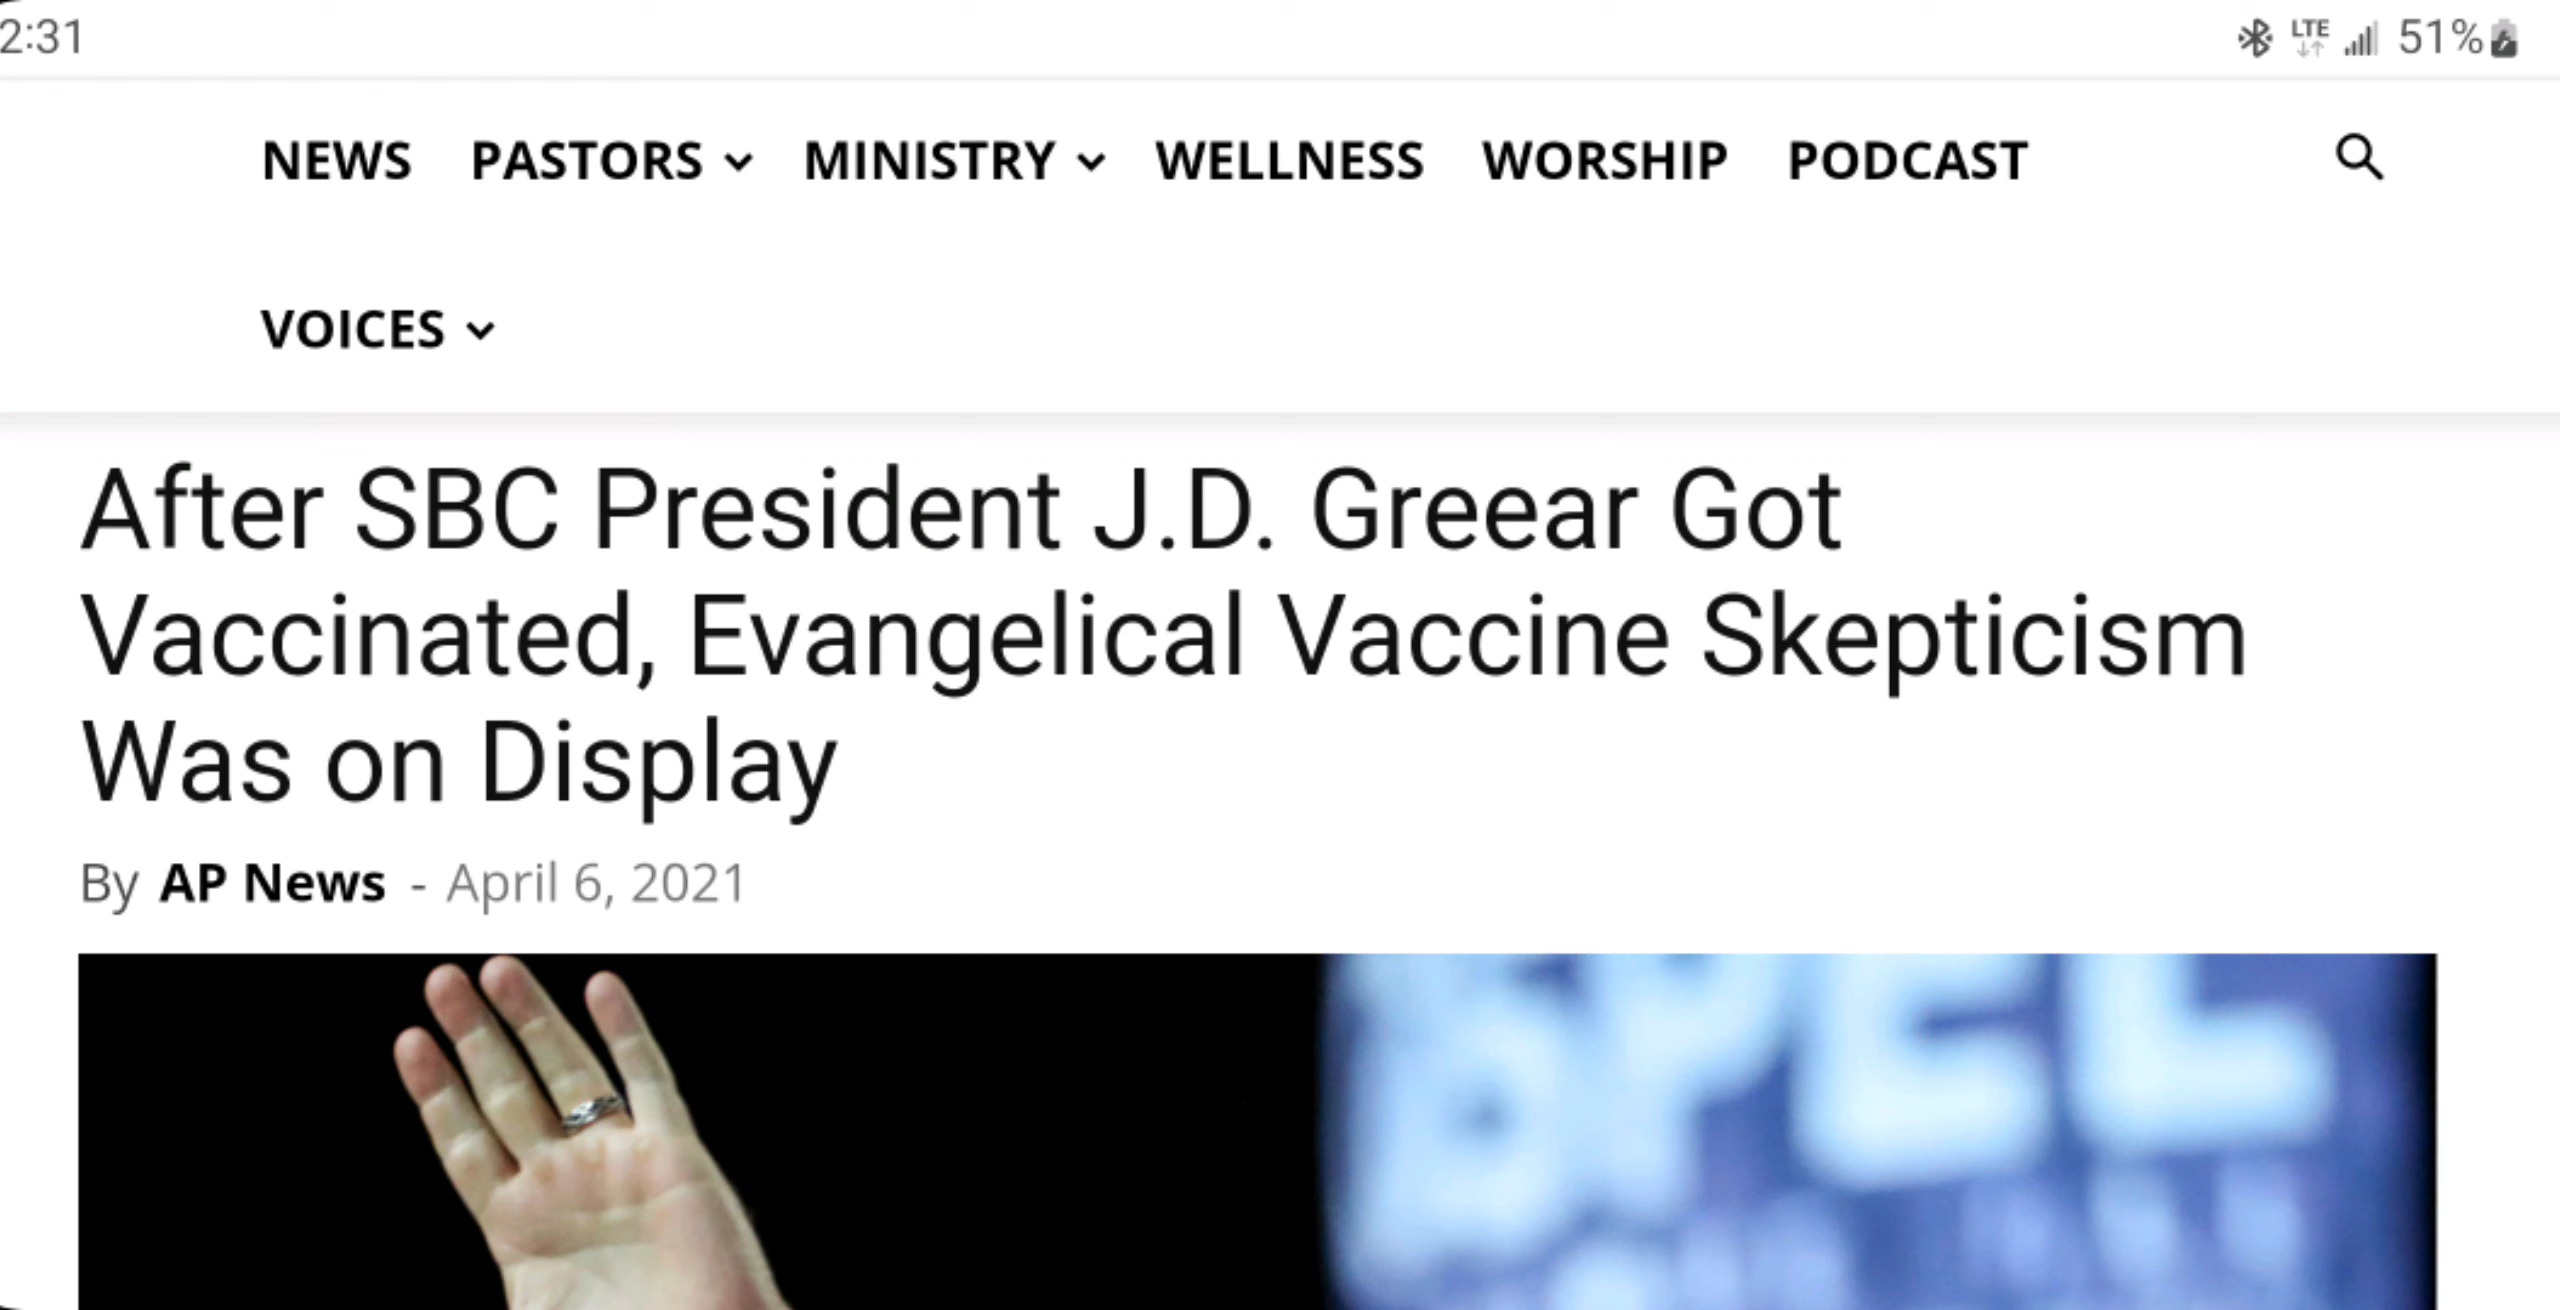 2:31 LTE 51%
NEWS PASTORS MINISTRY WELLNESS WORSHIP PODCAST
VOICES
After SBC President J.D. Greear Got
Vaccinated, Evangelical Vaccine Skepticism
Was on Display
By AP News - April 6, 2021